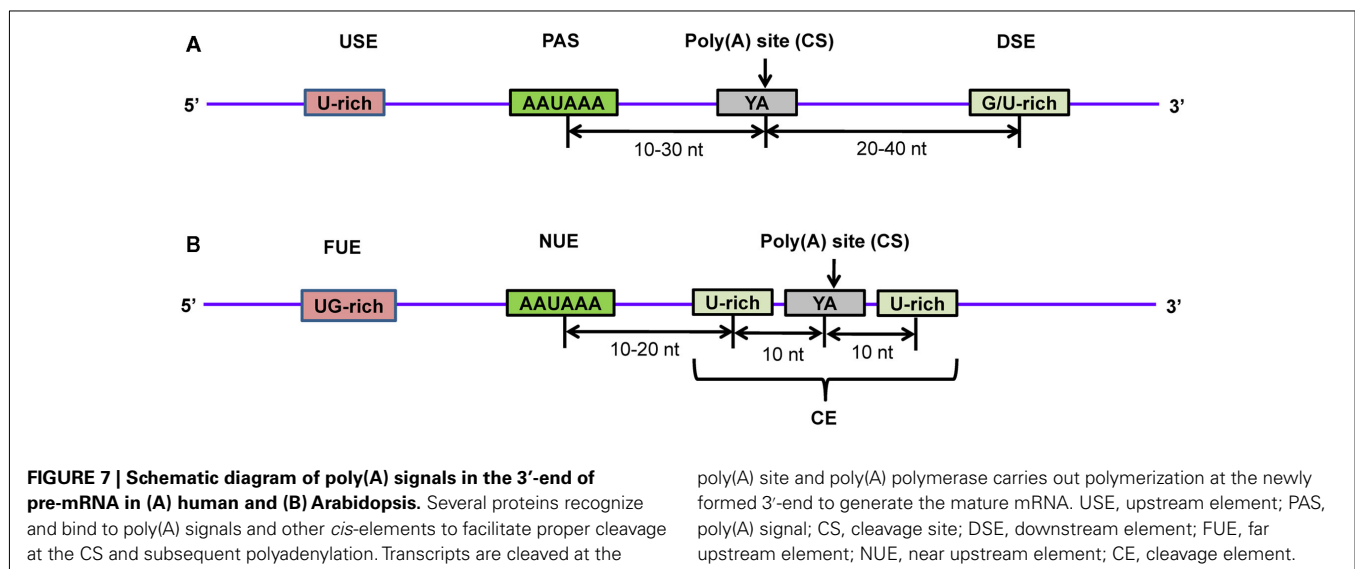 A USE PAS Poly(A) site (CS) DSE
5’ U-rich AAUAAA YA G/U-rich 3’
10-30 nt 20-40 nt
B FUE NUE Poly(A) site (CS)
5’ UG-rich AAUAAA U-rich YA U-rich 3’
10-20 nt 10 nt 10 nt
CE
FIGURE 7 | Schematic diagram of poly(A) signals in the 3′-end of
pre-mRNA in (A) human and (B) Arabidopsis. Several proteins recognize
and bind to poly(A) signals and other cis-elements to facilitate proper cleavage
at the CS and subsequent polyadenylation. Transcripts are cleaved at the
poly(A) site and poly(A) polymerase carries out polymerization at the newly
formed 3′-end to generate the mature mRNA. USE, upstream element; PAS,
poly(A) signal; CS, cleavage site; DSE, downstream element; FUE, far
upstream element; NUE, near upstream element; CE, cleavage element.